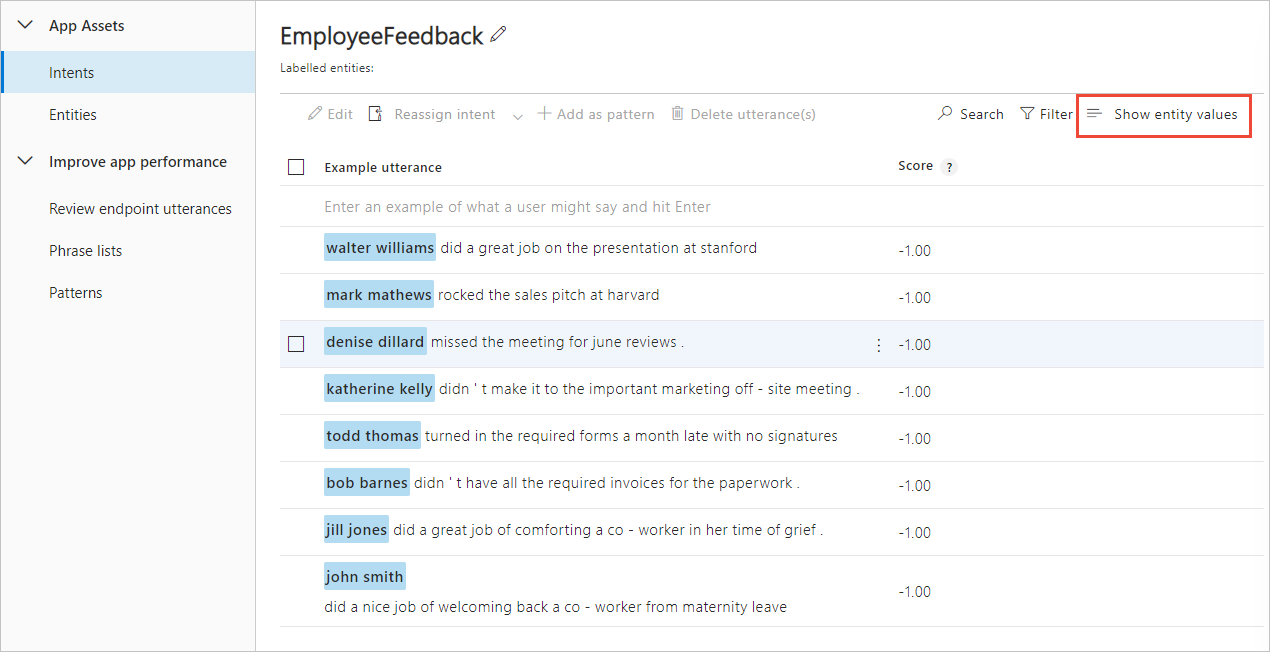 App Assets
Intents
Entities
Improve app performance
Review endpoint utterances
Phrase lists
Patterns
EmployeeFeedback
Labelled entities:
Edit Reassign intent Add as pattern Delete utterance(s) Search Filter Show entity values
Example utterance Score ?
Enter an example of what a user might say and hit Enter
walter williams did a great job on the presentation at stanford -1.00
mark mathews rocked the sales pitch at harvard -1.00
denise dillard missed the meeting for june reviews . -1.00
katherine kelly didn ' t make it to the important marketing off - site meeting . -1.00
todd thomas turned in the required forms a month late with no signatures -1.00
bob barnes didn ' t have all the required invoices for the paperwork . -1.00
jill jones did a great job of comforting a co - worker in her time of grief . -1.00
john smith
did a nice job of welcoming back a co - worker from maternity leave -1.00